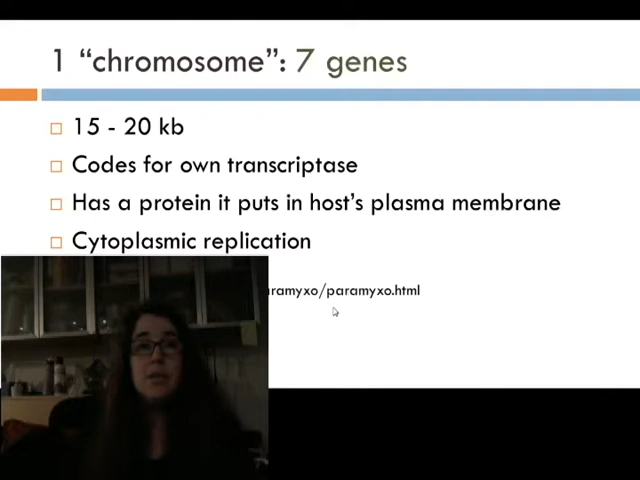 1 “chromosome”: 7 genes
15 - 20 kb
Codes for own transcriptase
Has a protein it puts in host's plasma membrane
Cytoplasmic replication
/paramyxo.html